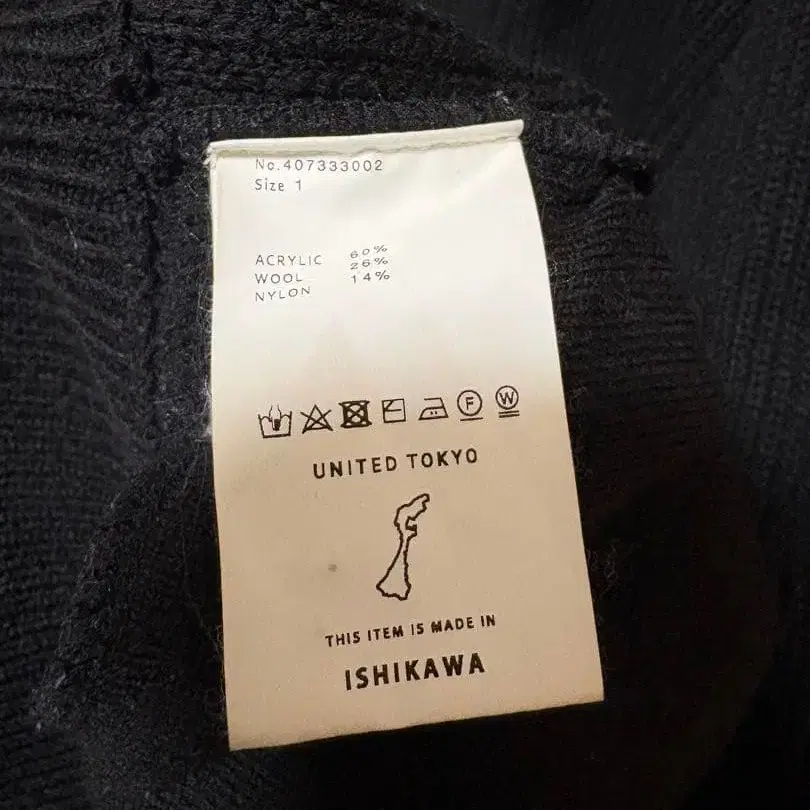 No.407333002
Size 1
ACRYLIC 60%
WOOL 26%
NYLON 14%
F W
UNITED TOKYO
THIS ITEM IS MADE IN
ISHIKAWA